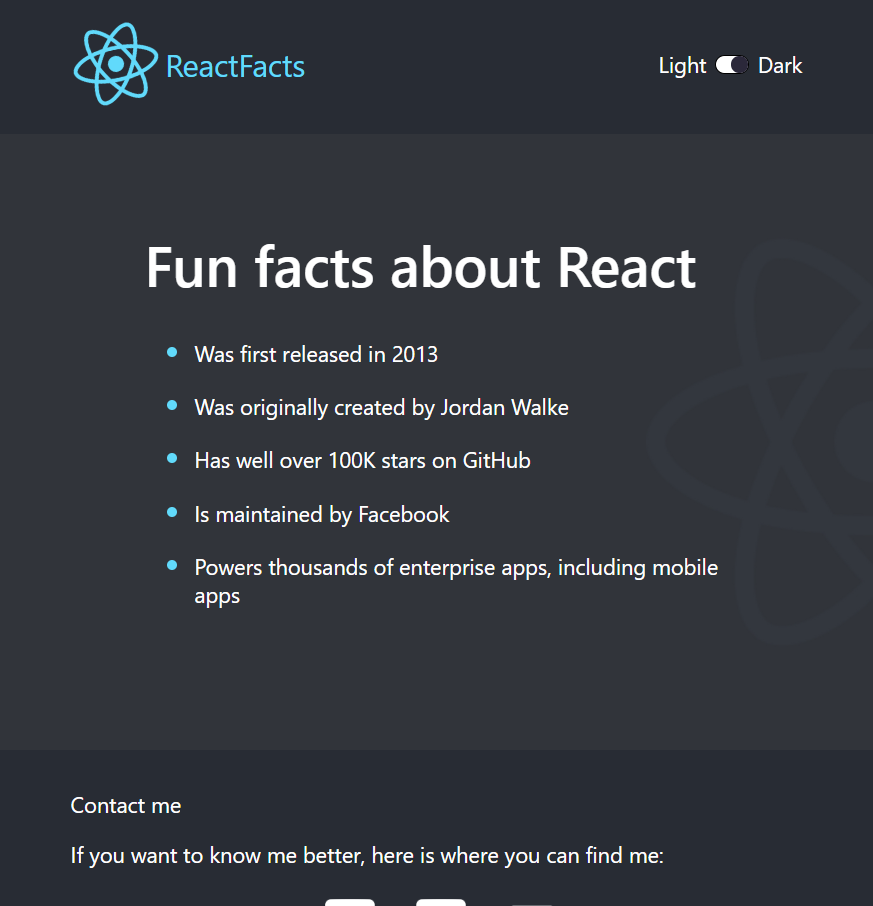 ReactFacts
Light Dark
Fun facts about React
Was first released in 2013
Was originally created by Jordan Walke
Has well over 100K stars on GitHub
Is maintained by Facebook
Powers thousands of enterprise apps, including mobile
apps
Contact me
If you want to know me better, here is where you can find me: